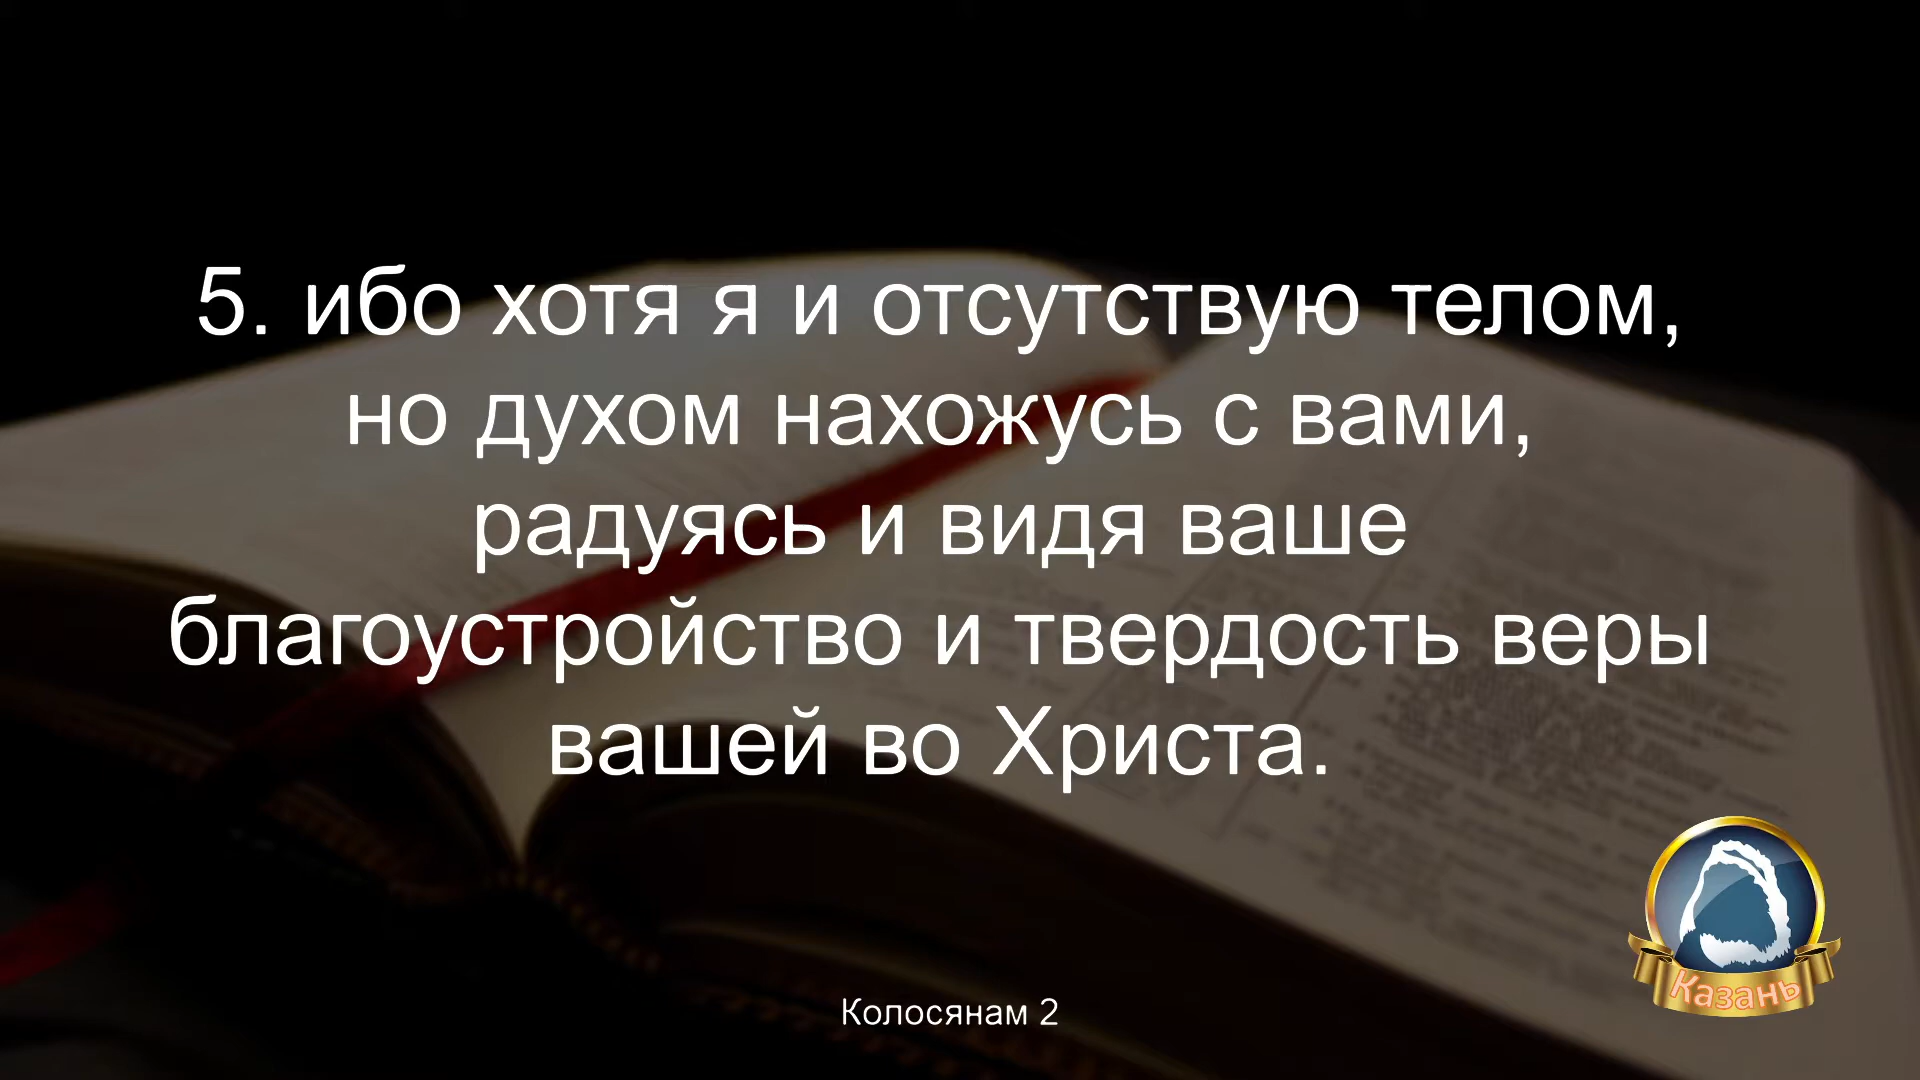 5. ибо хотя я и отсутствую телом,
но духом нахожусь с вами,
радуясь и видя ваше
благоустройство и твердость веры
вашей во Христа.
Казань
Колосянам 2